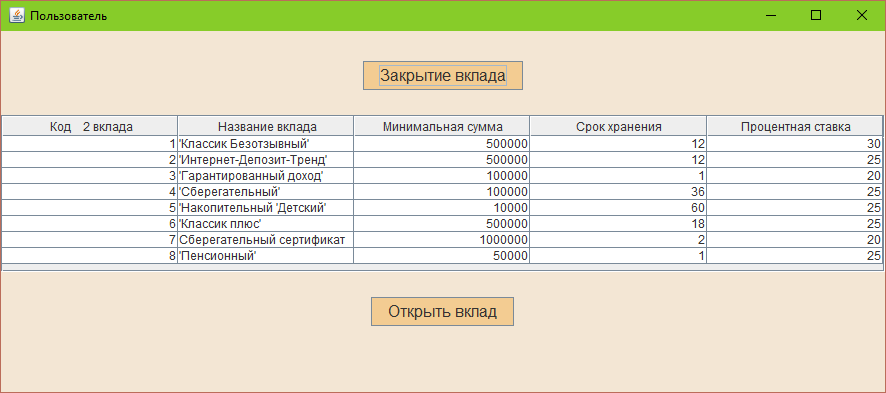 Пользователь
Закрытие вклада
Код 2 вклада Название вклада Минимальная сумма Срок хранения Процентная ставка
1 'Классик Безотзывный' 500000 12 30
2 'Интернет-Депозит-Тренд' 500000 12 25
3 'Гарантированный доход' 100000 1 20
4 'Сберегательный' 100000 36 25
5 'Накопительный 'Детский' 10000 60 25
6 'Классик плюс' 500000 18 25
7 Сберегательный сертификат 1000000 2 20
8 'Пенсионный' 50000 1 25
Открыть вклад